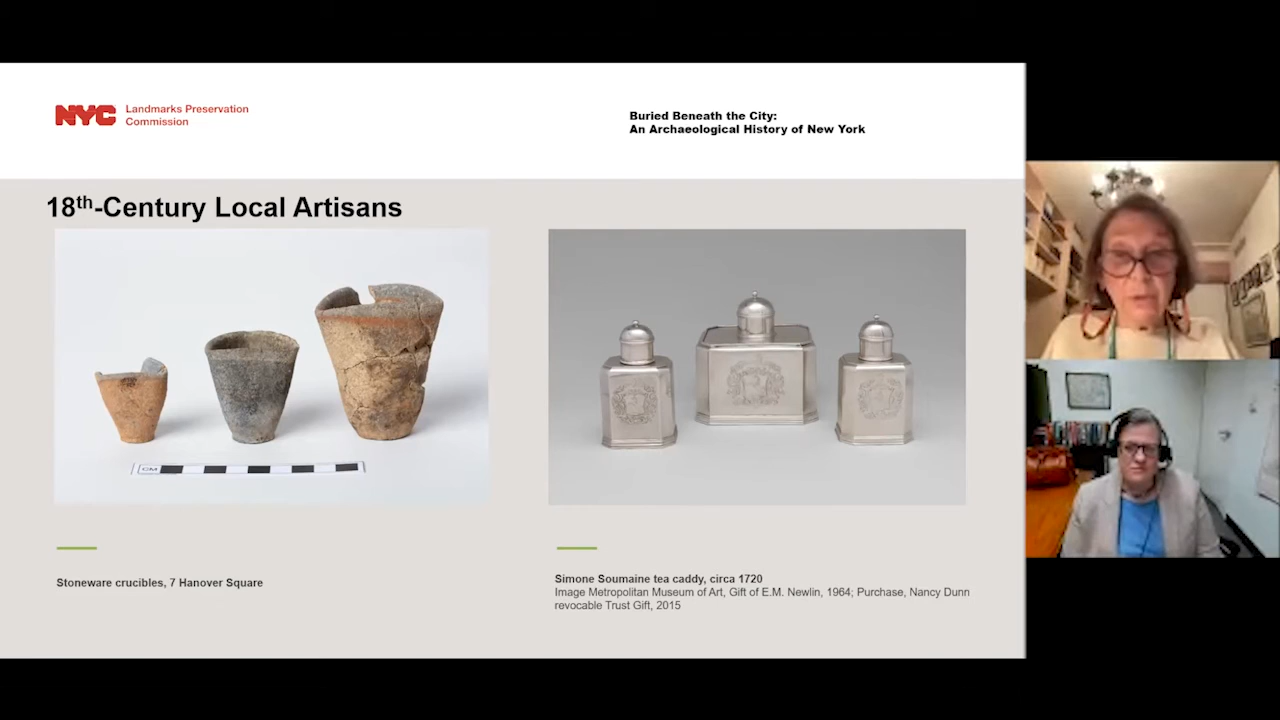 NYC
Landmarks Preservation
Commission
Buried Beneath the City:
An Archaeological History of New York
18th-Century Local Artisans
CM
Stoneware crucibles, 7 Hanover Square
Simone Soumaine tea caddy, circa 1720
Image Metropolitan Museum of Art, Gift of E.M. Newlin, 1964; Purchase, Nancy Dunn
revocable Trust Gift, 2015